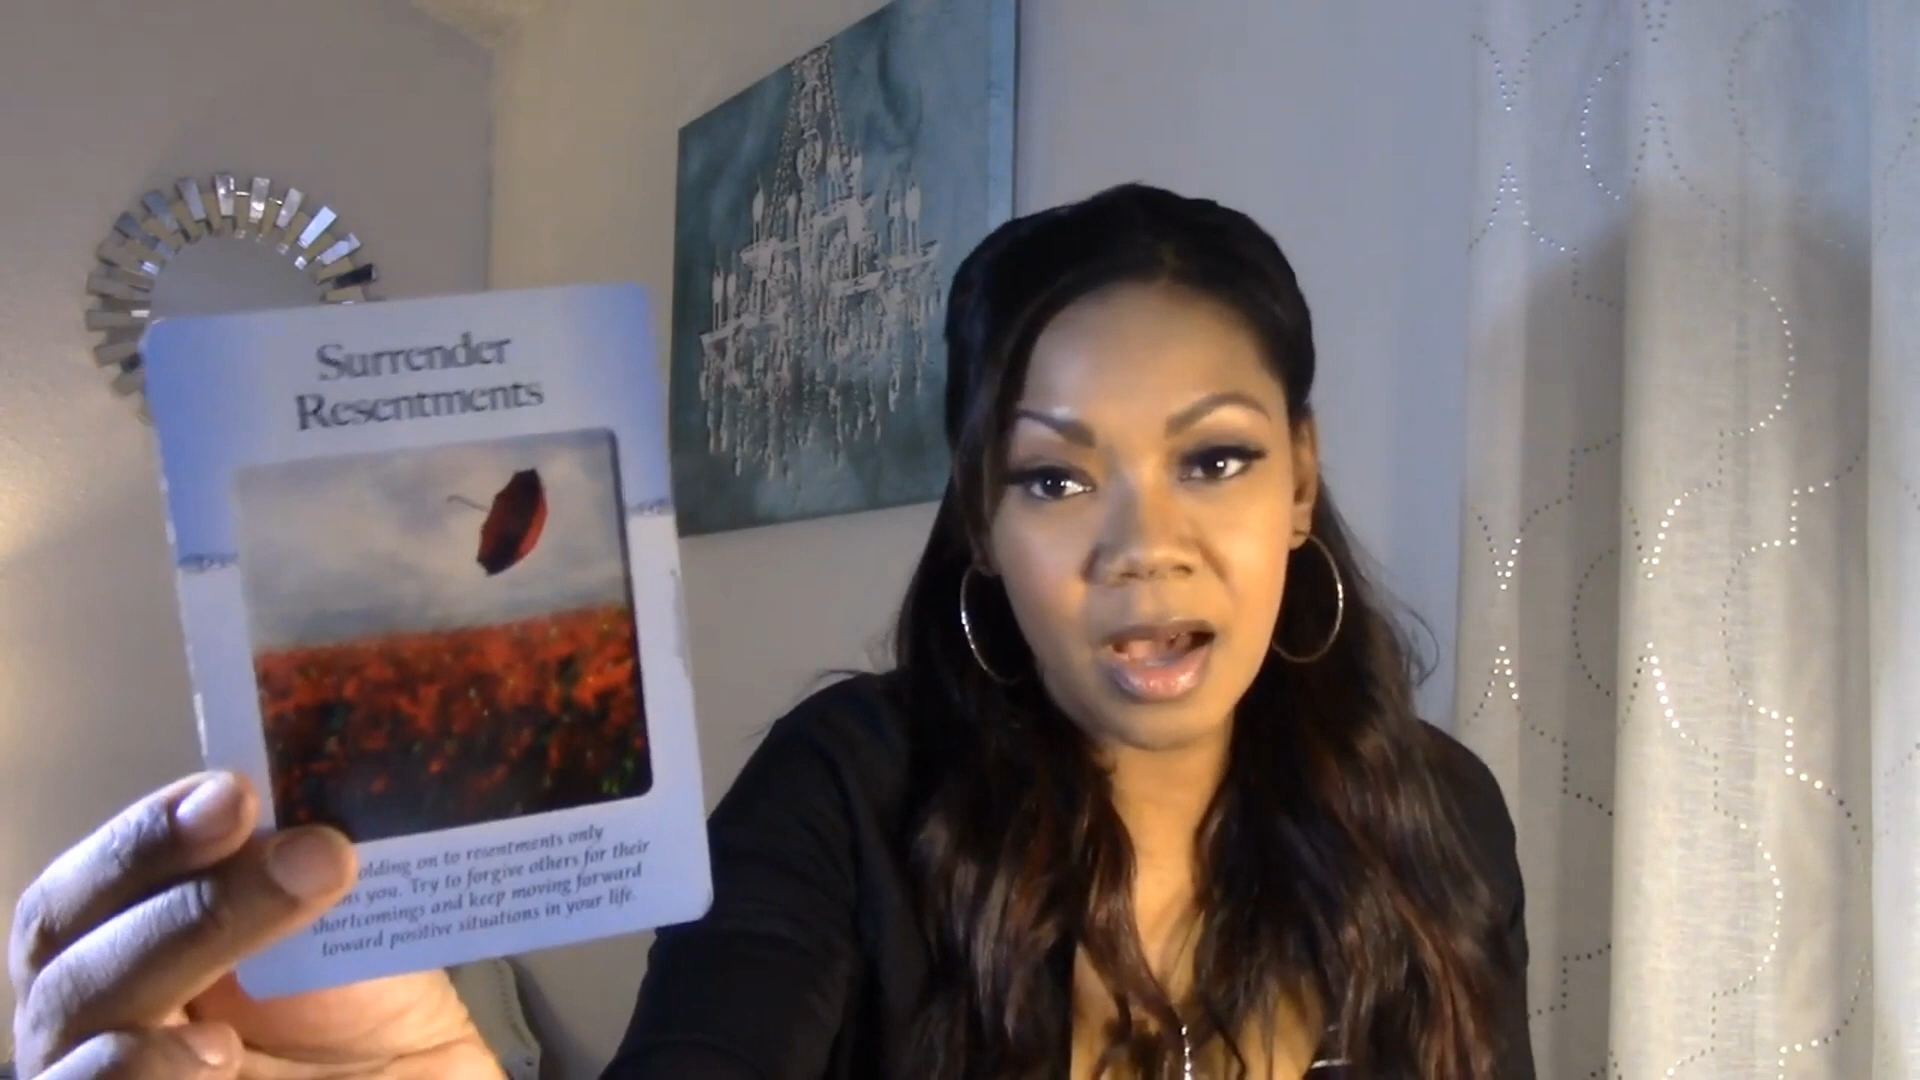 Surrender
Resentments
olding on to resentments only
ns you. Try to forgive others for their
shortcomings and keep moving forward
toward positive situations in your life.